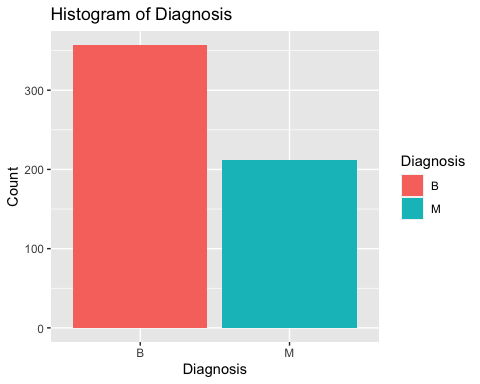 Histogram of Diagnosis
Count
300
200
100
0
B
M
Diagnosis
Diagnosis
B
M